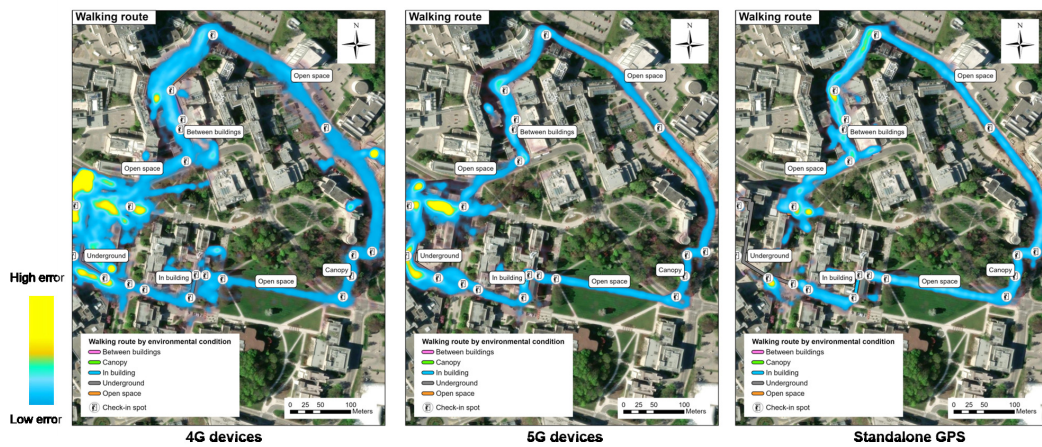 High error
Low error
Walking route
N
Open space
Between buildings
Open space
Underground
In building
Canopy
Open space
Walking route by environmental condition
Between buildings
Canopy
In building
Underground
Open space
Check-in spot
0 25 50 100
Meters
4G devices
Walking route
N
Open space
Between buildings
Open space
Underground
In building
Canopy
Open space
Walking route by environmental condition
Between buildings
Canopy
In building
Underground
Open space
Check-in spot
0 25 50 100
Meters
5G devices
Walking route
N
Open space
Between buildings
Open space
Underground
In building
Canopy
Open space
Walking route by environmental condition
Between buildings
Canopy
In building
Underground
Open space
Check-in spot
0 25 50 100
Meters
Standalone GPS